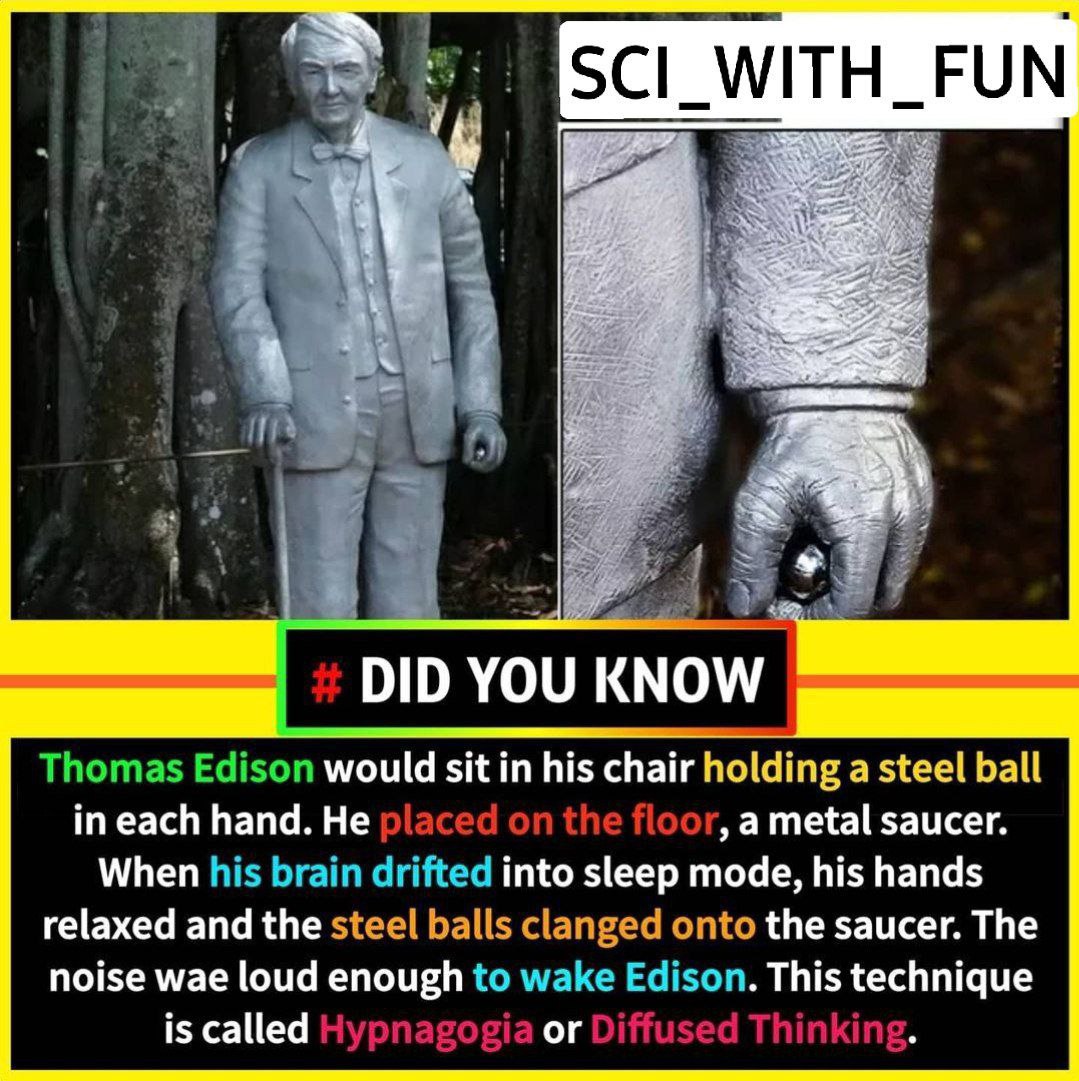 SCI_WITH_FUN
# DID YOU KNOW
Thomas Edison would sit in his chair holding a steel ball
in each hand. He placed on the floor, a metal saucer.
When his brain drifted into sleep mode, his hands
relaxed and the steel balls clanged onto the saucer. The
noise wae loud enough to wake Edison. This technique
is called Hypnagogia or Diffused Thinking.